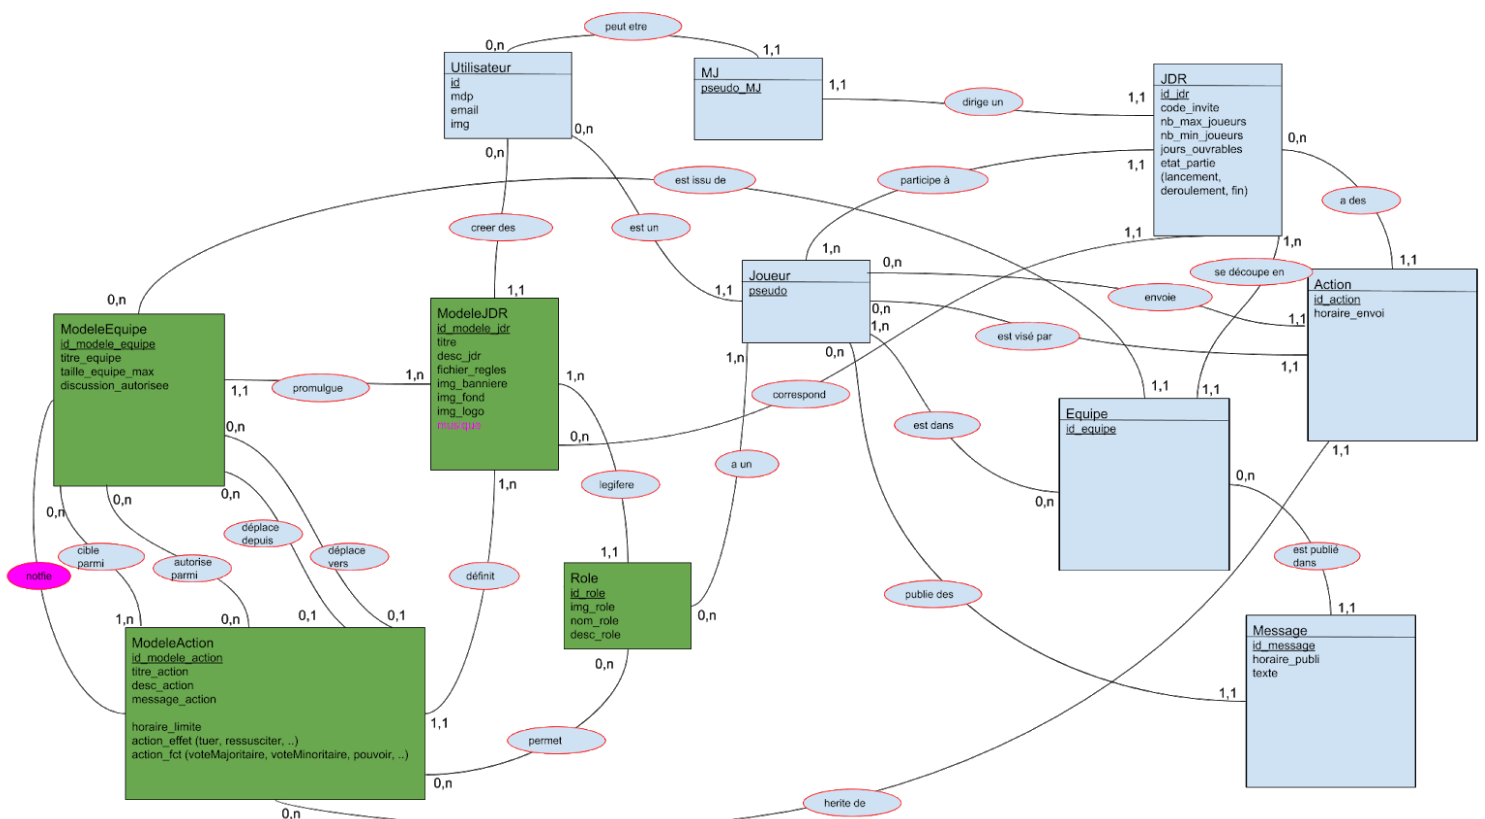 peut etre
0,n
1,1
Utilisateur
id
mdp
email
img
MJ
pseudo_MJ
1,1
dirige un
1,1
JDR
id_jdr
code_invite
nb_max_joueurs
nb_min_joueurs
jours_ouvrables
etat_partie
(lancement,
deroulement, fin)
0,n
0,n
0,n
1,1
est issu de
participe à
a des
creer des
est un
1,n
1,1
1,n
1,1
se découpe en
0,n
1,1
1,1
Joueur
pseudo
0,n
envoie
1,1
0,n
1,n
est visé par
1,1
Action
id_action
horaire_envoi
0,n
ModeleEquipe
id_modele_equipe
titre_equipe
taille_equipe_max
discussion_autorisee
ModeleJDR
id_modele_jdr
titre
desc_jdr
fichier_regles
img_banniere
img_fond
img_logo
musique
1,1
promulgue
1,n
1,n
1,n
0,n
correspond
1,1
1,1
Equipe
id_equipe
0,n
0,n
est dans
0,n
a un
1,1
0,n
légifere
1,n
0,n
0,n
0,n
0,n
déplace
depuis
déplace
vers
cible
parmi
autorise
parmi
notfie
définit
1,1
Role
id_role
img_role
nom_role
desc_role
0,n
publie des
est publié
dans
1,1
1,n
0,n
0,1
0,1
ModeleAction
id_modele_action
titre_action
desc_action
message_action
horaire_limite
action_effet (tuer, ressusciter, ..)
action_fct (voteMajoritaire, voteMinoritaire, pouvoir, ..)
1,1
0,n
permet
0,n
Message
id_message
horaire_publi
texte
1,1
herite de
0,n